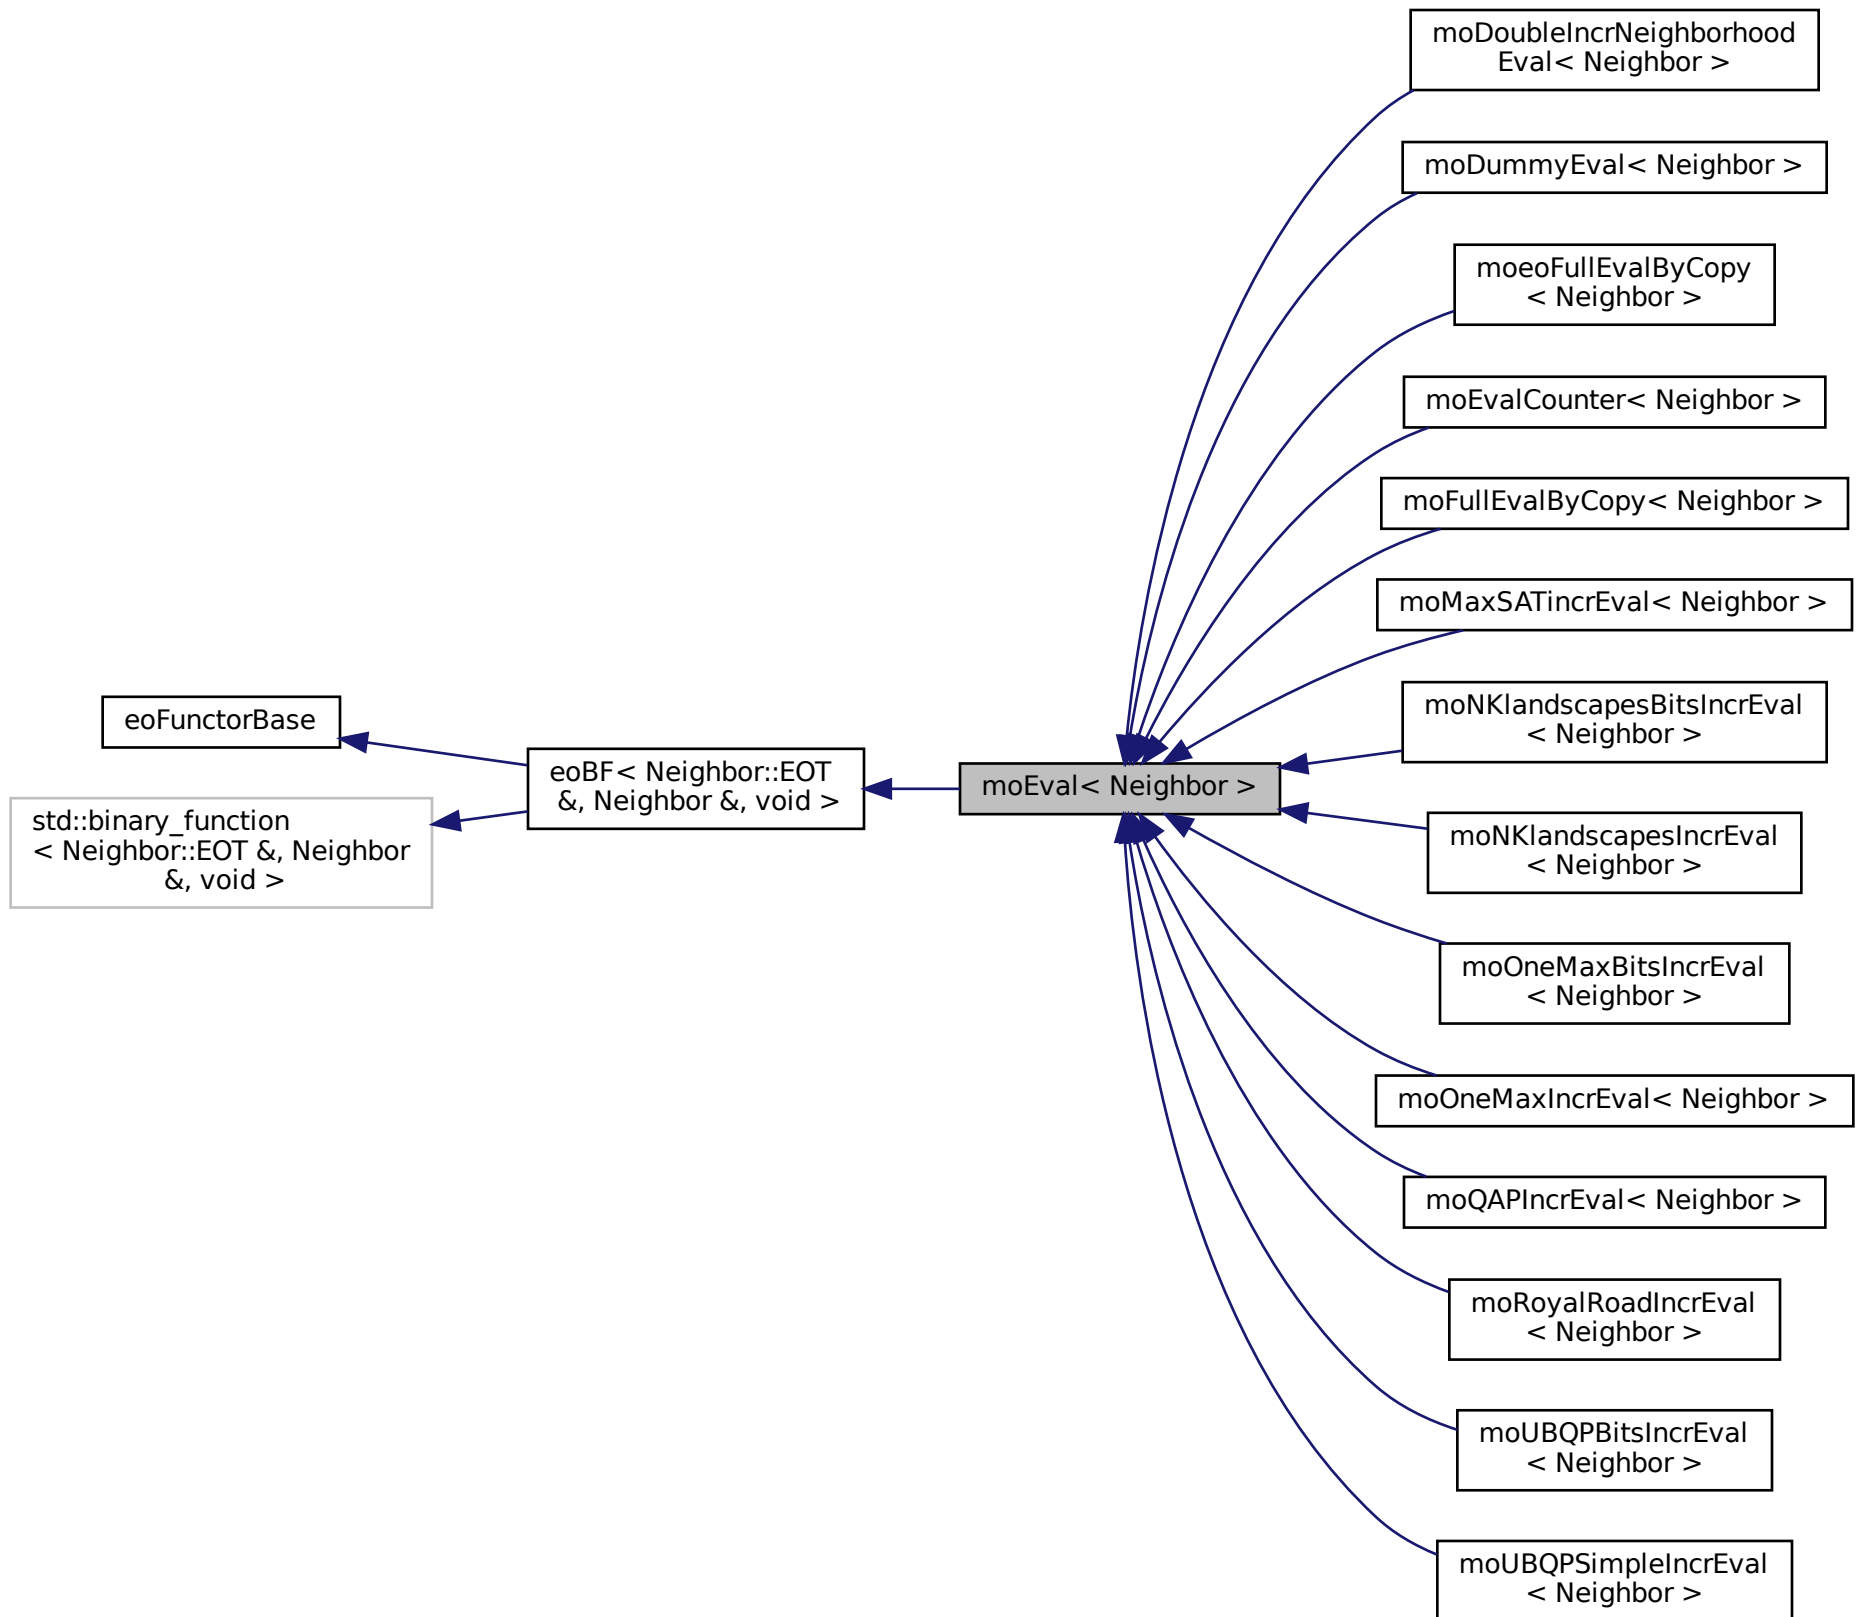 eoFunctorBase
std::binary_function
< Neighbor::EOT &, Neighbor
&, void >
eoBF< Neighbor::EOT
&, Neighbor &, void >
moEval< Neighbor >
moDoubleIncrNeighborhood
Eval< Neighbor >
moDummyEval< Neighbor >
moeoFullEvalByCopy
< Neighbor >
moEvalCounter< Neighbor >
moFullEvalByCopy< Neighbor >
moMaxSATincrEval< Neighbor >
moNKlandscapesBitsIncrEval
< Neighbor >
moNKlandscapesIncrEval
< Neighbor >
moOneMaxBitsIncrEval
< Neighbor >
moOneMaxIncrEval< Neighbor >
moQAPIncrEval< Neighbor >
moRoyalRoadIncrEval
< Neighbor >
moUBQPBitsIncrEval
< Neighbor >
moUBQPSimpleIncrEval
< Neighbor >